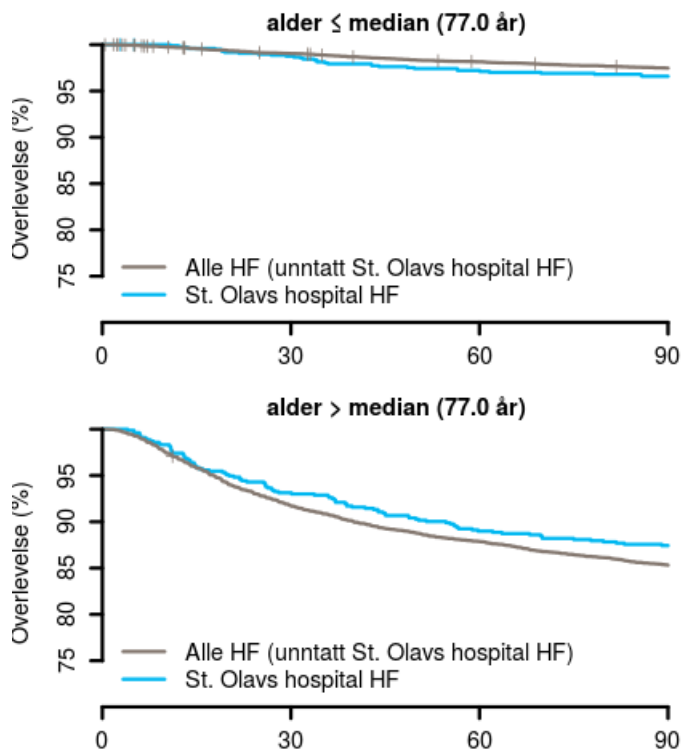 alder ≤ median (77.0 år)
Overlevelse (%)
95
90
85
80
75
Alle HF (unntatt St. Olavs hospital HF)
St. Olavs hospital HF
0 30 60 90
alder > median (77.0 år)
Overlevelse (%)
95
90
85
80
75
Alle HF (unntatt St. Olavs hospital HF)
St. Olavs hospital HF
0 30 60 90